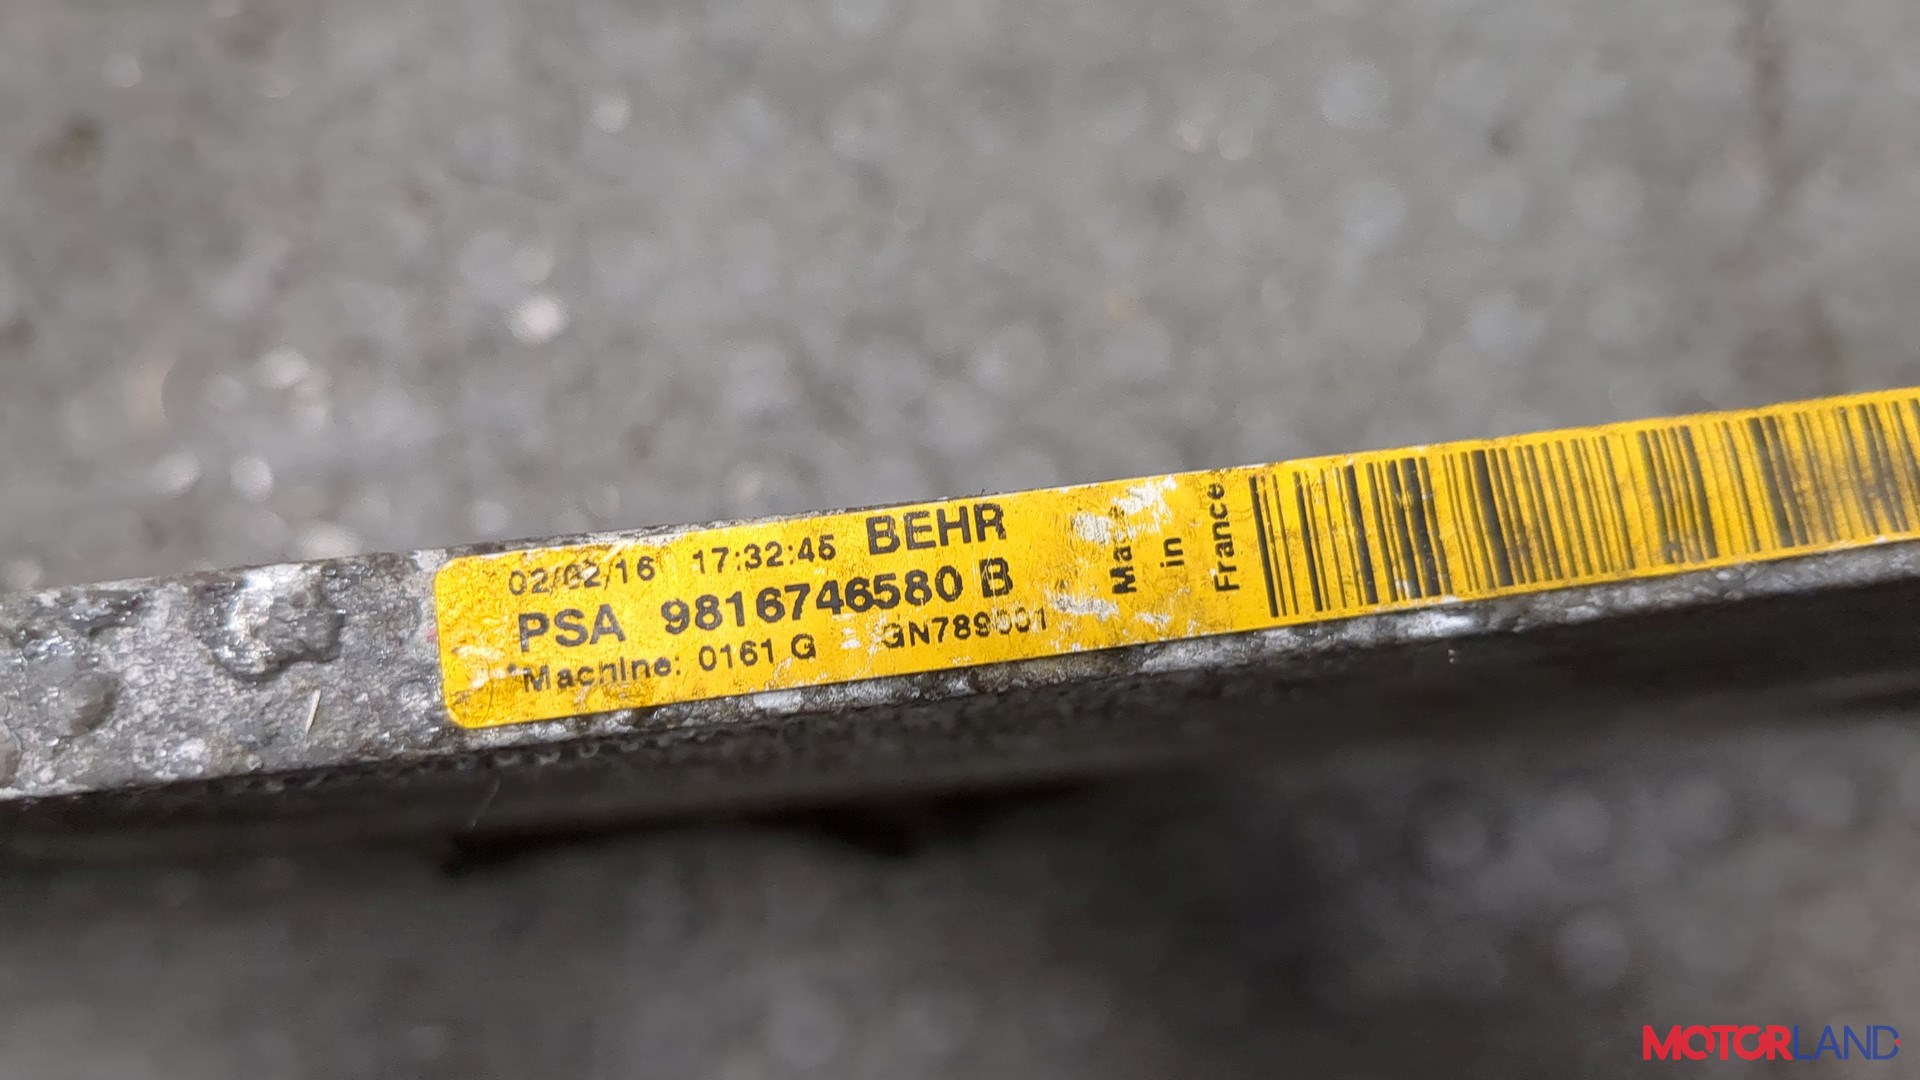 02/02/16 17:32:45 BEHR
PSA 9816746580 B
*Machine: 0161 G GN789001
Made
in
France
MOTORLAND